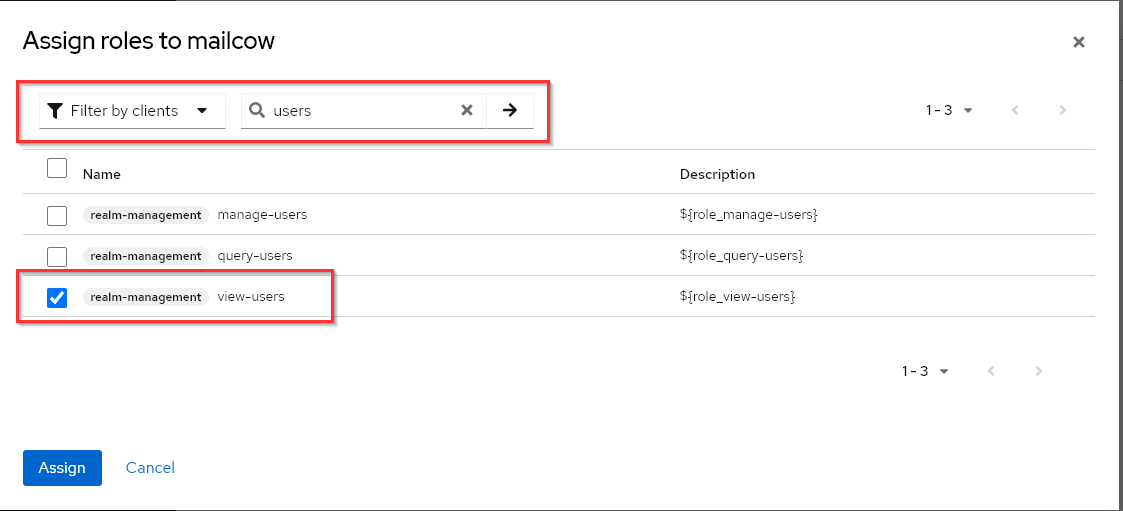 Assign roles to mailcow
Filter by clients users 1 - 3
Name Description
realm-management manage-users ${role_manage-users}
realm-management query-users ${role_query-users}
realm-management view-users ${role_view-users}
1 - 3
Assign Cancel